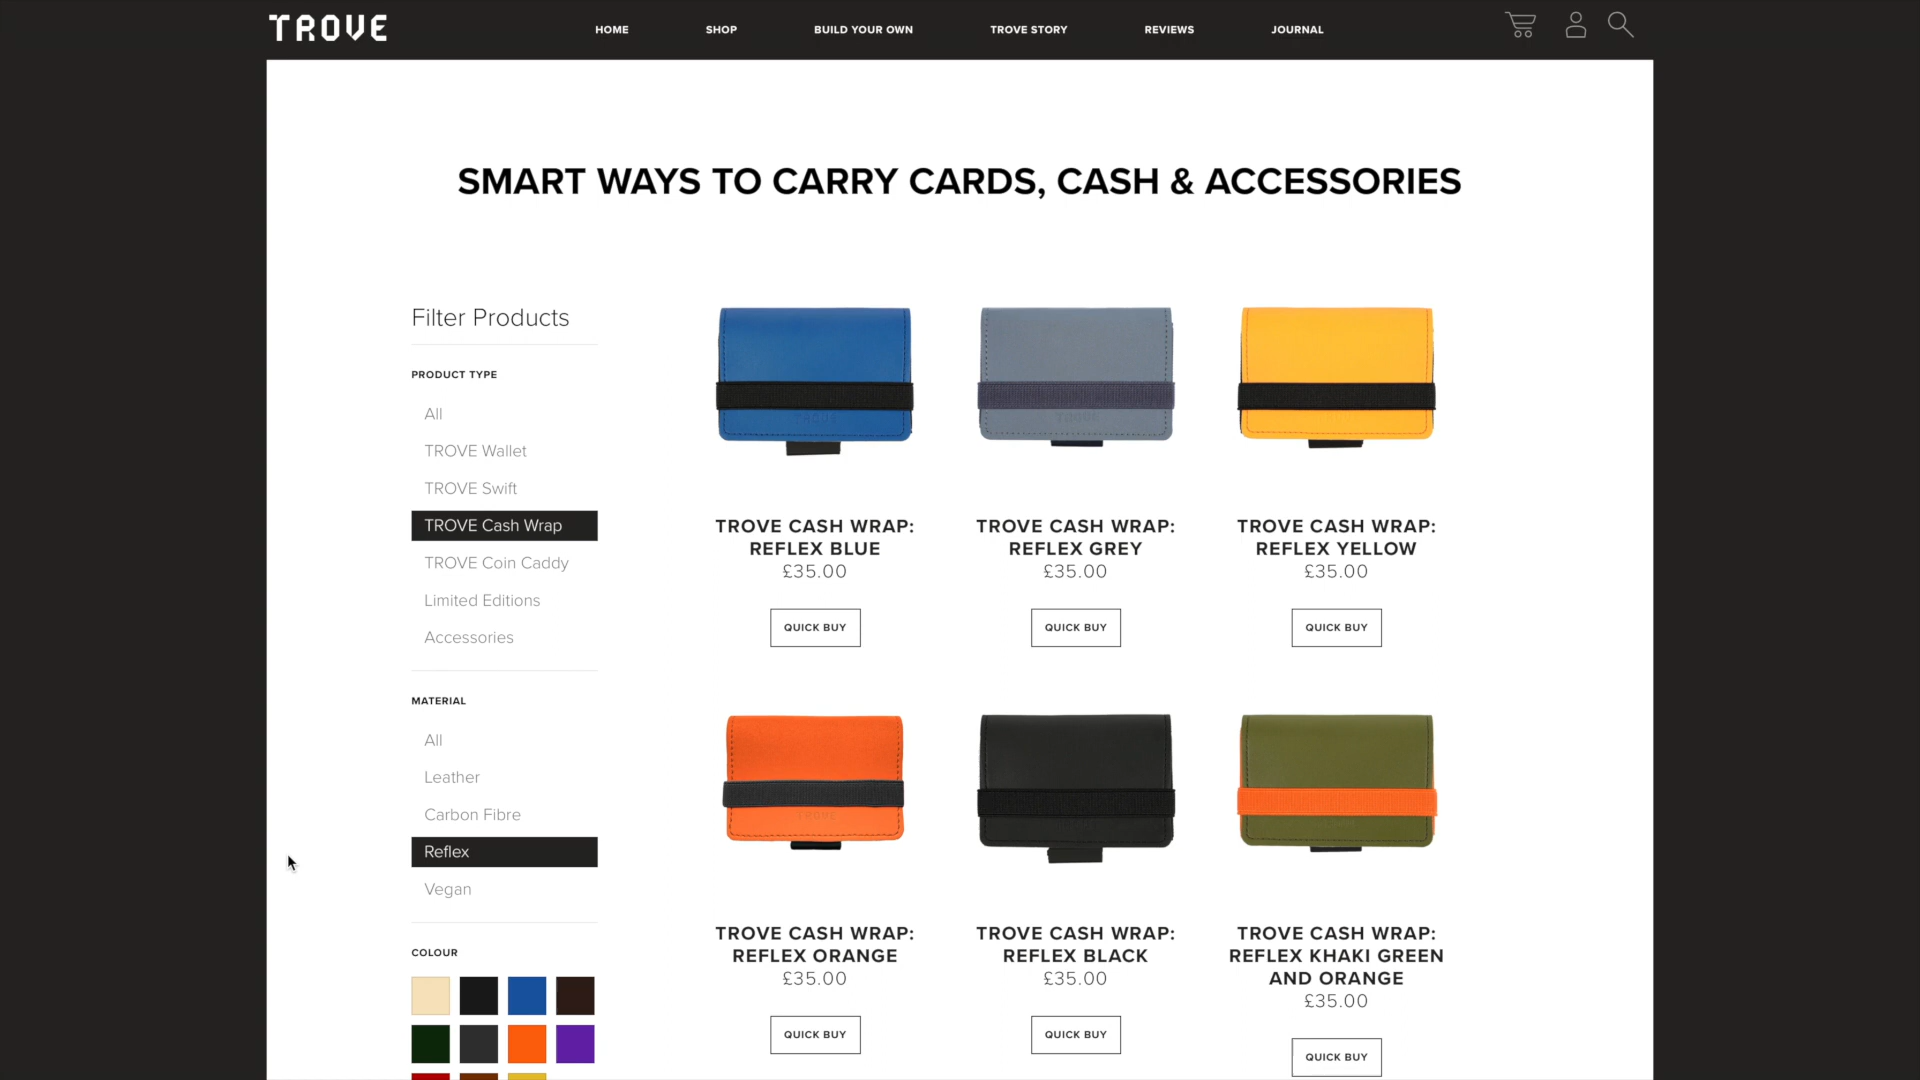 TROVE
HOME
SHOP
BUILD YOUR OWN
TROVE STORY
REVIEWS
JOURNAL
SMART WAYS TO CARRY CARDS, CASH & ACCESSORIES
Filter Products
PRODUCT TYPE
All
TROVE Wallet
TROVE Swift
TROVE Cash Wrap
TROVE Coin Caddy
Limited Editions
Accessories
MATERIAL
All
Leather
Carbon Fibre
Reflex
Vegan
COLOUR
TROVE
TROVE CASH WRAP:
REFLEX BLUE
£35.00
QUICK BUY
TROVE
TROVE CASH WRAP:
REFLEX GREY
£35.00
QUICK BUY
TROVE CASH WRAP:
REFLEX YELLOW
£35.00
QUICK BUY
TROVE
TROVE CASH WRAP:
REFLEX ORANGE
£35.00
QUICK BUY
TROVE CASH WRAP:
REFLEX BLACK
£35.00
QUICK BUY
TROVE CASH WRAP:
REFLEX KHAKI GREEN
AND ORANGE
£35.00
QUICK BUY